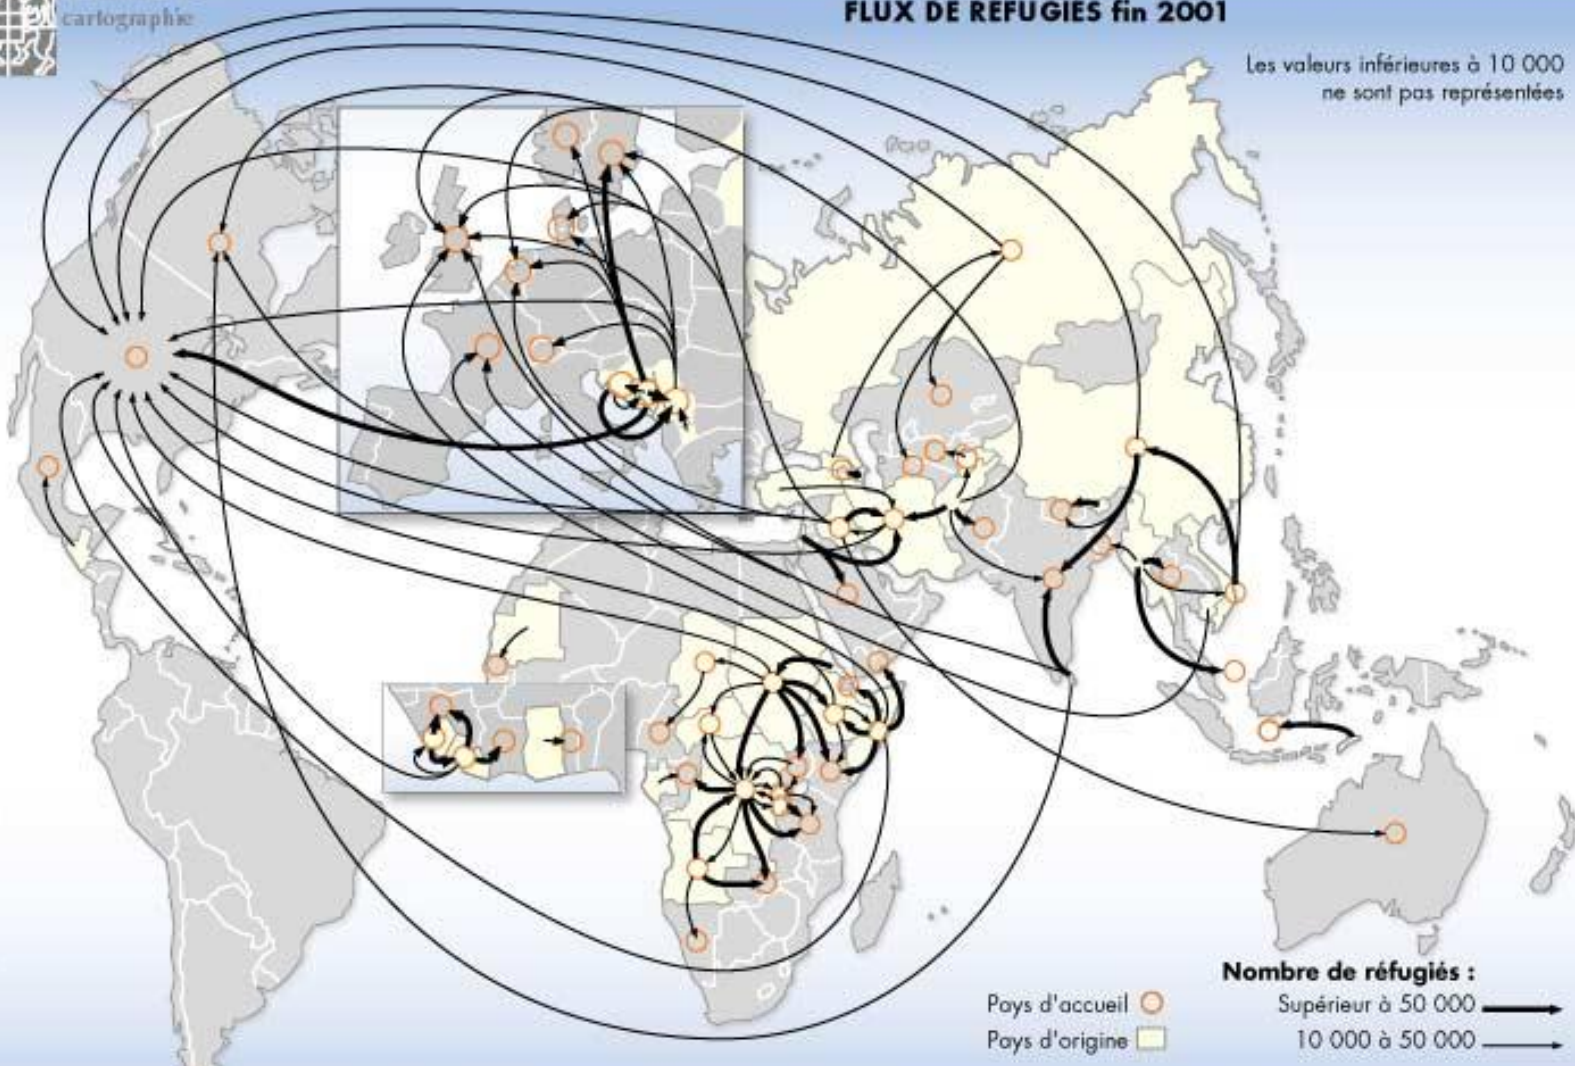 cartographie
FLUX DE REFUGIES fin 2001
Les valeurs inférieures à 10 000
ne sont pas représentées
Nombre de réfugiés :
Pays d'accueil
Supérieur à 50 000
Pays d'origine
10 000 à 50 000